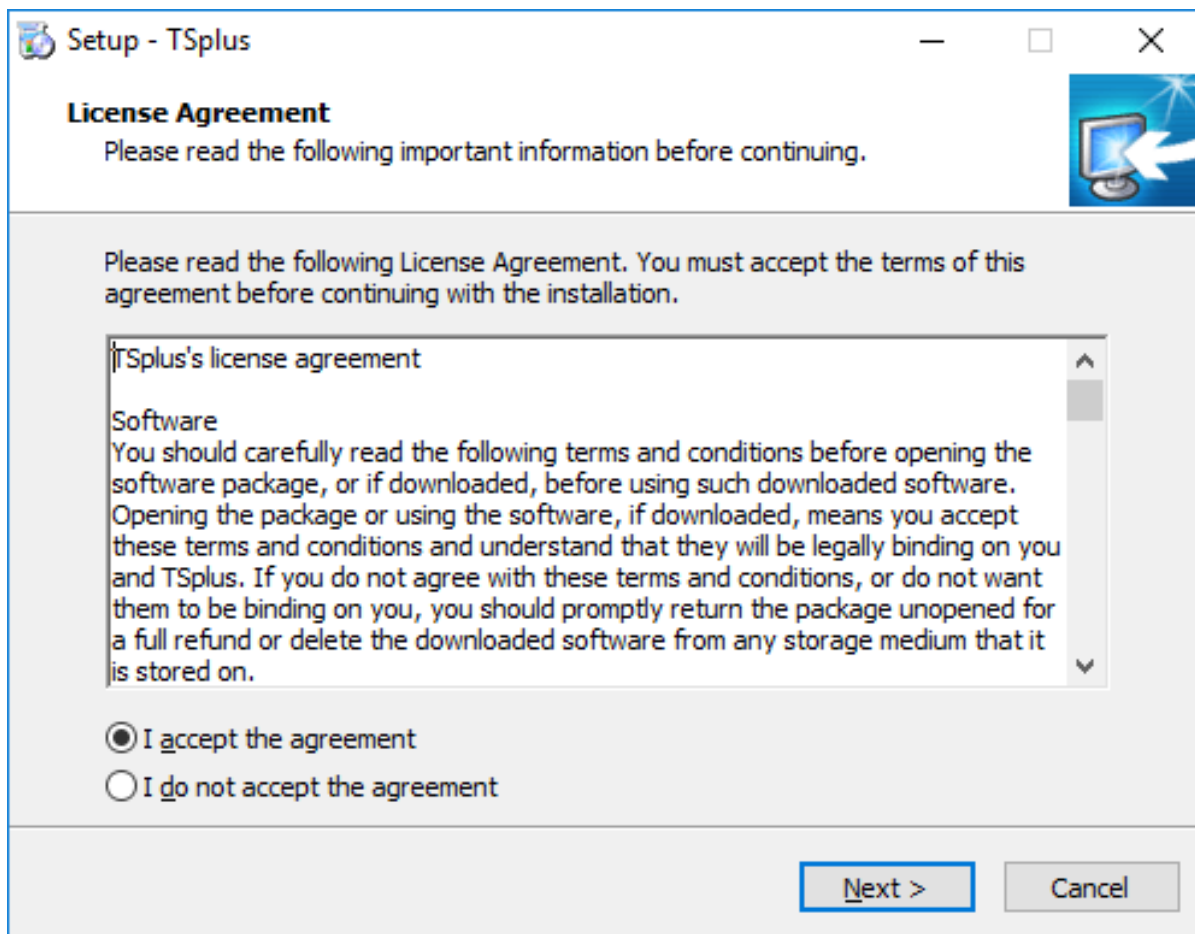 Setup - TSplus
License Agreement
Please read the following important information before continuing.
Please read the following License Agreement. You must accept the terms of this
agreement before continuing with the installation.
TSplus's license agreement
Software
You should carefully read the following terms and conditions before opening the
software package, or if downloaded, before using such downloaded software.
Opening the package or using the software, if downloaded, means you accept
these terms and conditions and understand that they will be legally binding on you
and TSplus. If you do not agree with these terms and conditions, or do not want
them to be binding on you, you should promptly return the package unopened for
a full refund or delete the downloaded software from any storage medium that it
is stored on.
I accept the agreement
I do not accept the agreement
Next >
Cancel